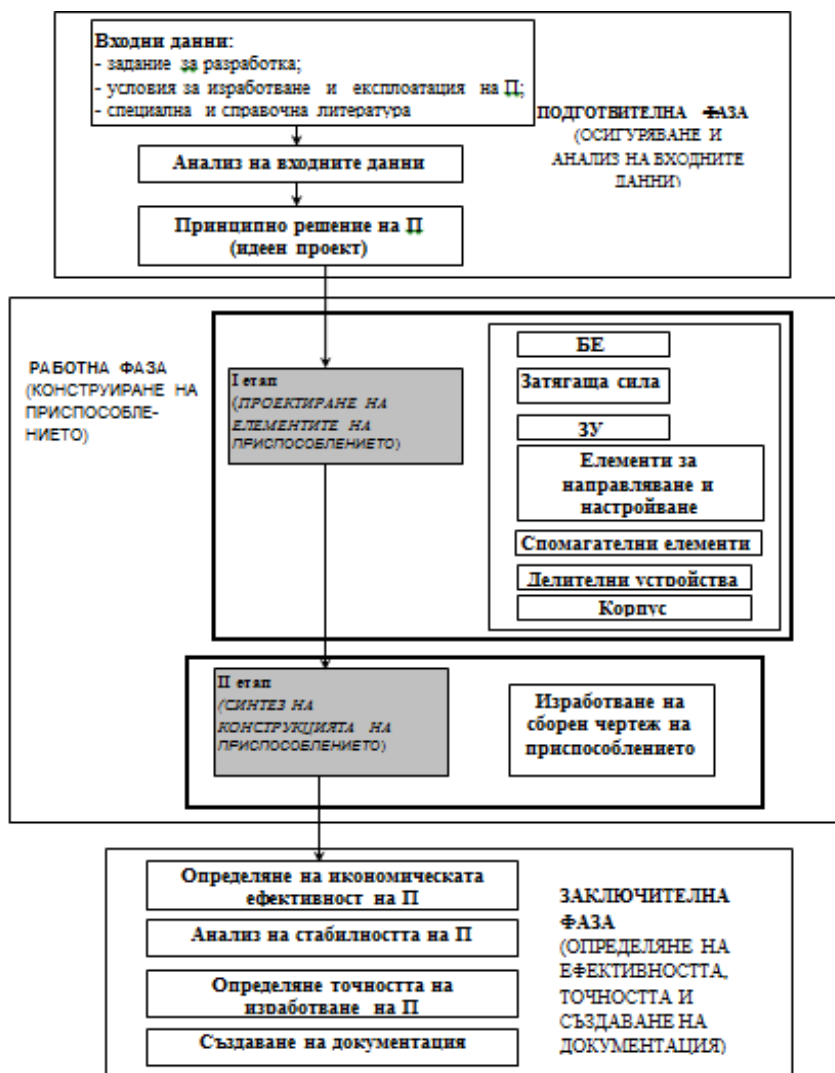 Входни данни:
- задание за разработка;
- условия за изработване и експлоатация на П;
- специална и справочна литература
ПОДГОТВИТЕЛНА ФАЗА
(ОСИГУРЯВАНЕ И
АНАЛИЗ НА ВХОДНИТЕ
ДАННИ)
Анализ на входните данни
Принципно решение на П
(идеен проект)
РАБОТНА ФАЗА
(КОНСТРУИРАНЕ НА
ПРИСПОСОБЛЕ-
НИЕТО)
I етап
(ПРОЕКТИРАНЕ НА
ЕЛЕМЕНТИТЕ НА
ПРИСПОСОБЛЕНИЕТО)
БЕ
Затягаща сила
ЗУ
Елементи за
направляване и
настройване
Спомагателни елементи
Делителни устройства
Корпус
II етап
(СИНТЕЗ НА
КОНСТРУКЦИЯТА НА
ПРИСПОСОБЛЕНИЕТО)
Изработване на
сборен чертеж на
приспособлението
Определяне на икономическата
ефективност на П
Анализ на стабилността на П
Определяне точността на
изработване на П
Създаване на документация
ЗАКЛЮЧИТЕЛНА
ФАЗА
(ОПРЕДЕЛЯНЕ НА
ЕФЕКТИВНОСТТА,
ТОЧНОСТТА И
СЪЗДАВАНЕ НА
ДОКУМЕНТАЦИЯ)